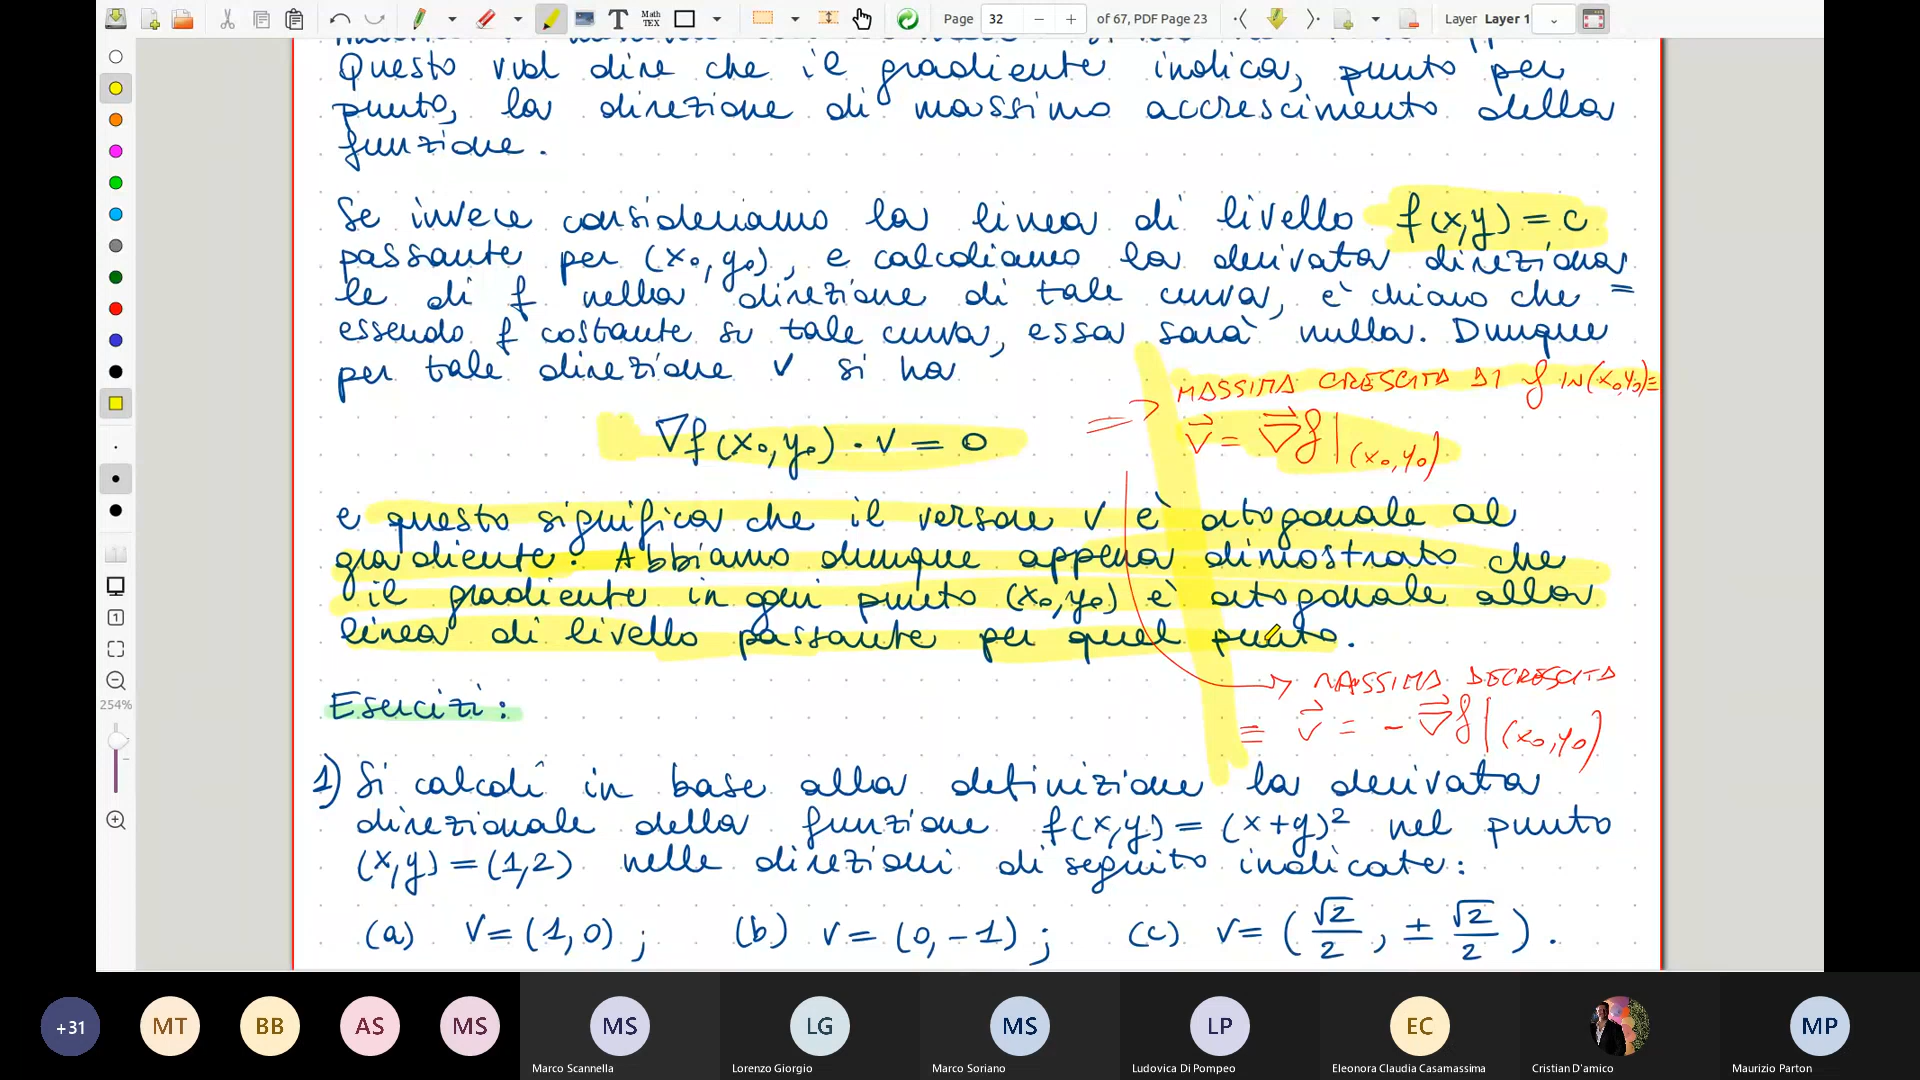 Page 32 of 67, PDF Page 23 Layer Layer 1
Math
TEX
Questo vuol dire che il gradiente indica, punto per
punto, la direzione di massimo accrescimento della
funzione.
Se invece consideriamo la linea di livello f(x,y) = c
passante per (x₀,y₀), e calcoliamo la derivata direziona
le di f nella direzione di tale curva, è chiaro che =
essendo f costante su tale curva, essa sarà nulla. Dunque
per tale direzione v si ha
=> MASSIMA CRESCITA DI f IN (x₀,y₀) =
∇f(x₀,y₀) · v = 0
v⃗ = ∇⃗f|(x₀,y₀)
e questo significa che il versore v è ortogonale al
gradiente. Abbiamo dunque appena dimostrato che
il gradiente in ogni punto (x₀,y₀) è ortogonale alla
linea di livello passante per quel punto.
→ MASSIMA DECRESCITA
= v⃗ = - ∇⃗f|(x₀,y₀)
Esercizi:
1) Si calcoli in base alla definizione la derivata
direzionale della funzione f(x,y) = (x+y)² nel punto
(x,y) = (1,2) nelle direzioni di seguito indicate:
(a) v = (1,0) ; (b) v = (0,-1) ; (c) v = (√2/2, ± √2/2).
1
254%
+31 MT BB AS MS MS LG MS LP EC MP
Marco Scannella Lorenzo Giorgio Marco Soriano Ludovica Di Pompeo Eleonora Claudia Casamassima Cristian D'amico Maurizio Parton